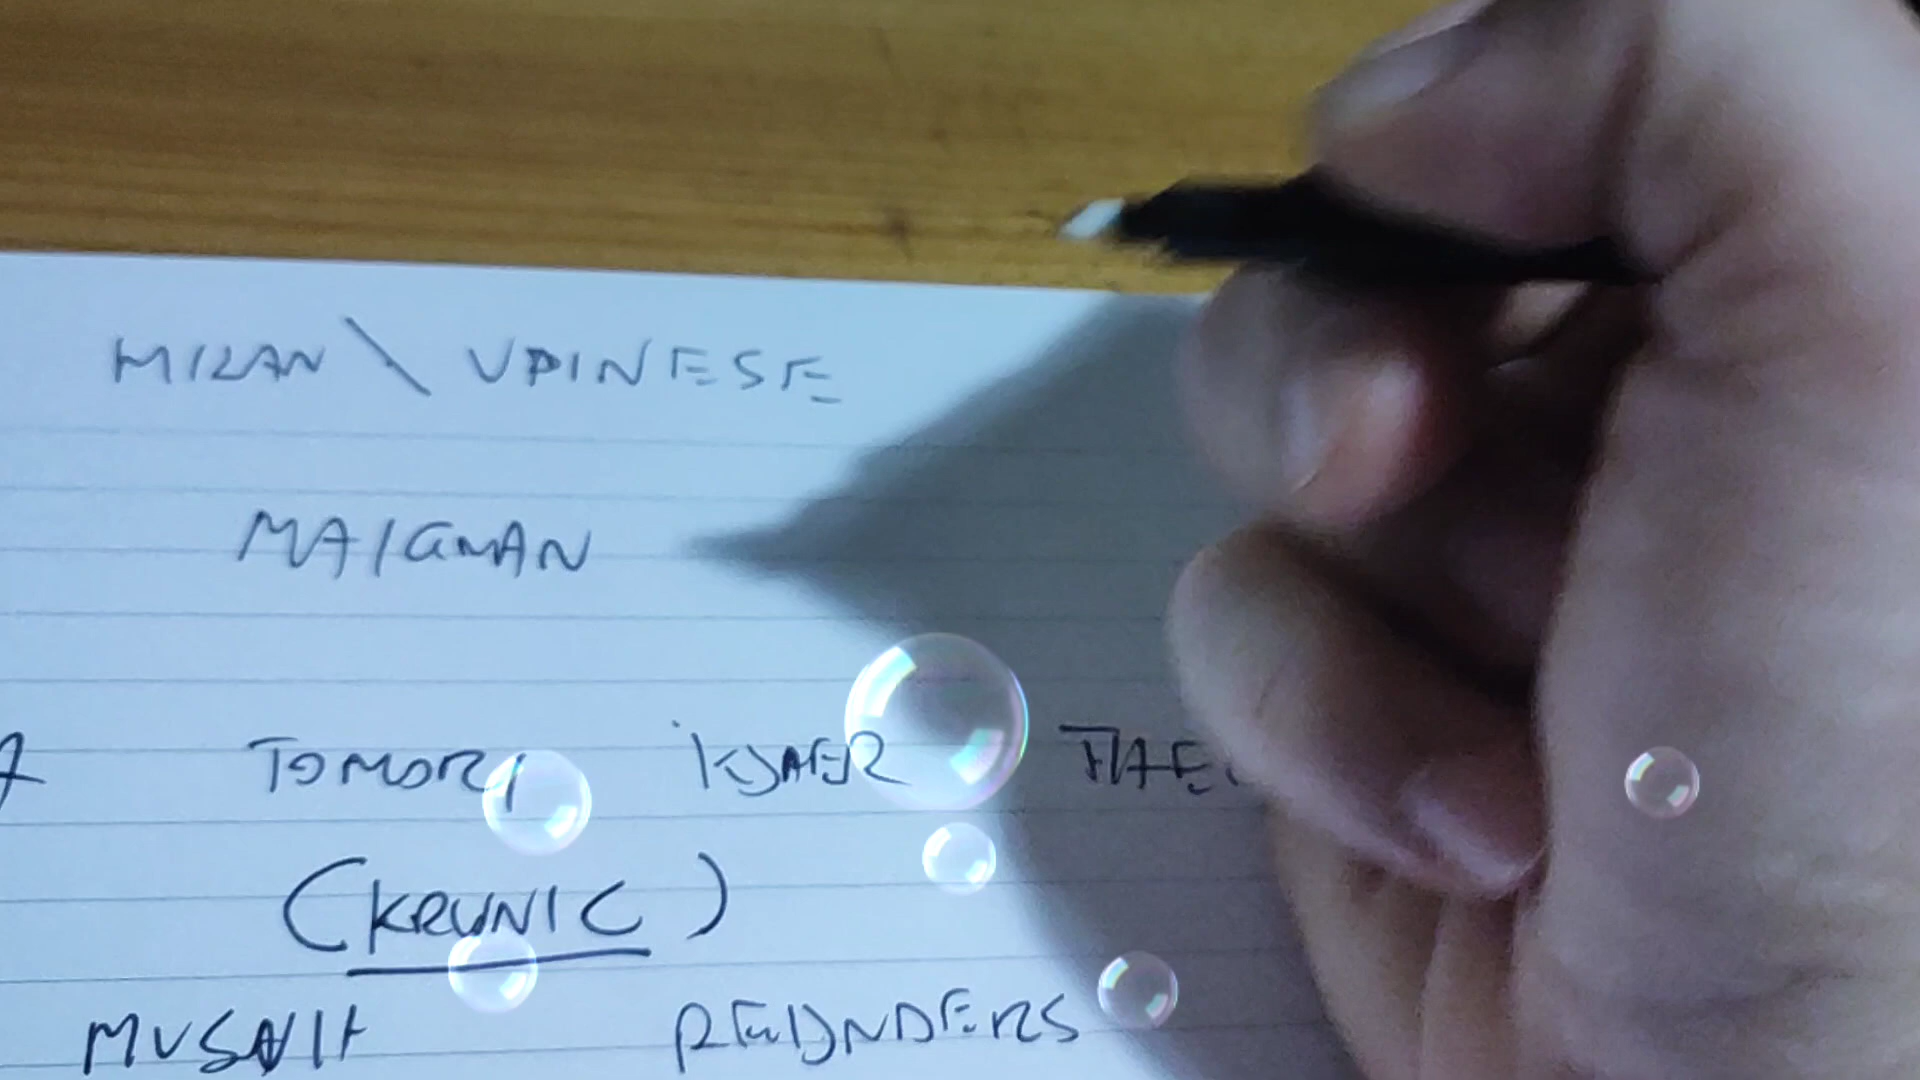 MILAN \ UDINESE
MAIGNAN
TOMORI KJAER
(KRUNIC)
MUSAH REIJNDERS